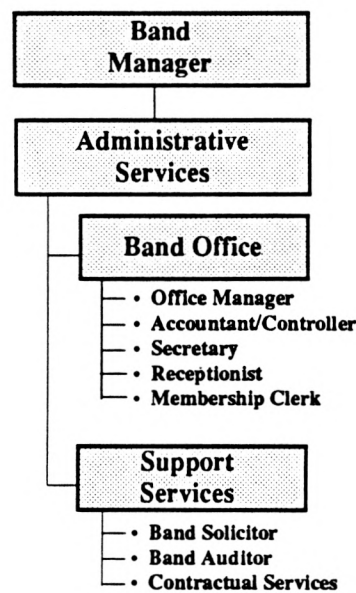 Band
Manager
Administrative
Services
Band Office
• Office Manager
• Accountant/Controller
• Secretary
• Receptionist
• Membership Clerk
Support
Services
• Band Solicitor
• Band Auditor
• Contractual Services